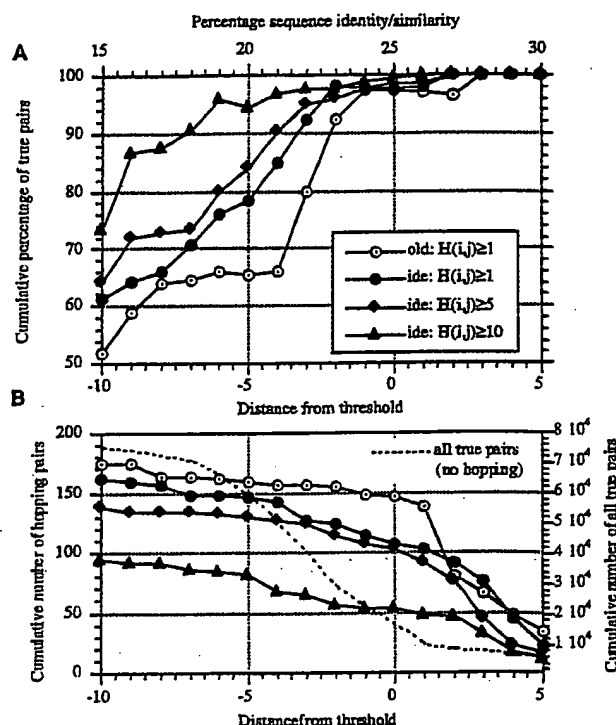 Percentage sequence identity/similarity
15 20 25 30
A
100
90
80
70
60
50
Cumulative percentage of true pairs
old: H(i,j)≥1
ide: H(i,j)≥1
ide: H(i,j)≥5
ide: H(i,j)≥10
-10 -5 0 5
Distance from threshold
B
200
150
100
50
0
Cumulative number of hopping pairs
all true pairs
(no hopping)
8 10⁴
7 10⁴
6 10⁴
5 10⁴
4 10⁴
3 10⁴
2 10⁴
1 10⁴
Cumulative number of all true pairs
-10 -5 0 5
Distance from threshold